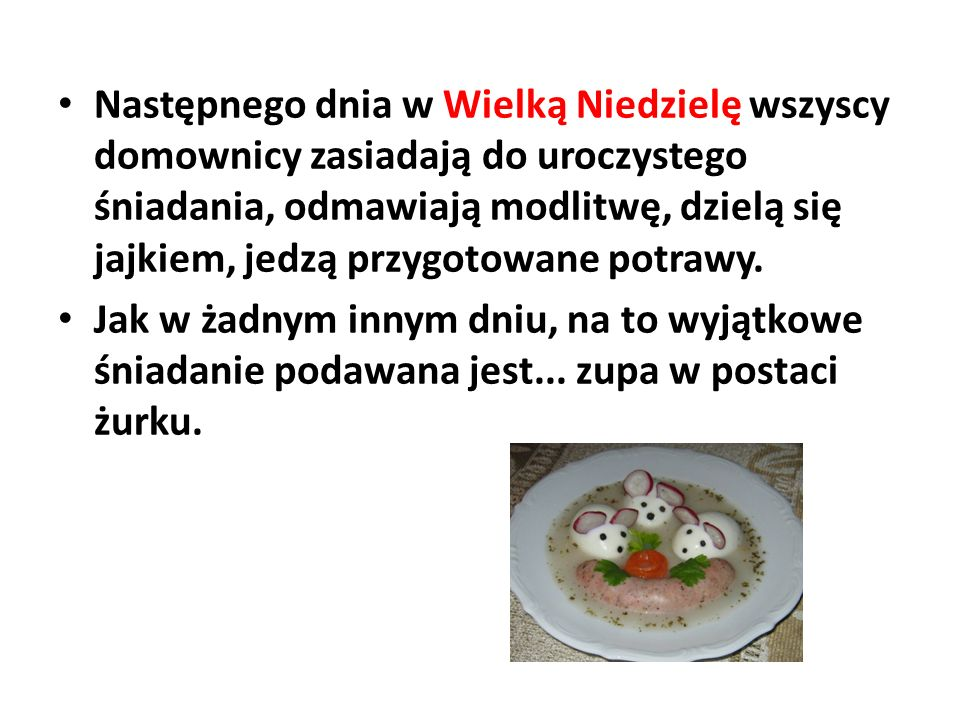 • Następnego dnia w Wielką Niedzielę wszyscy
domownicy zasiadają do uroczystego
śniadania, odmawiają modlitwę, dzielą się
jajkiem, jedzą przygotowane potrawy.
• Jak w żadnym innym dniu, na to wyjątkowe
śniadanie podawana jest... zupa w postaci
żurku.